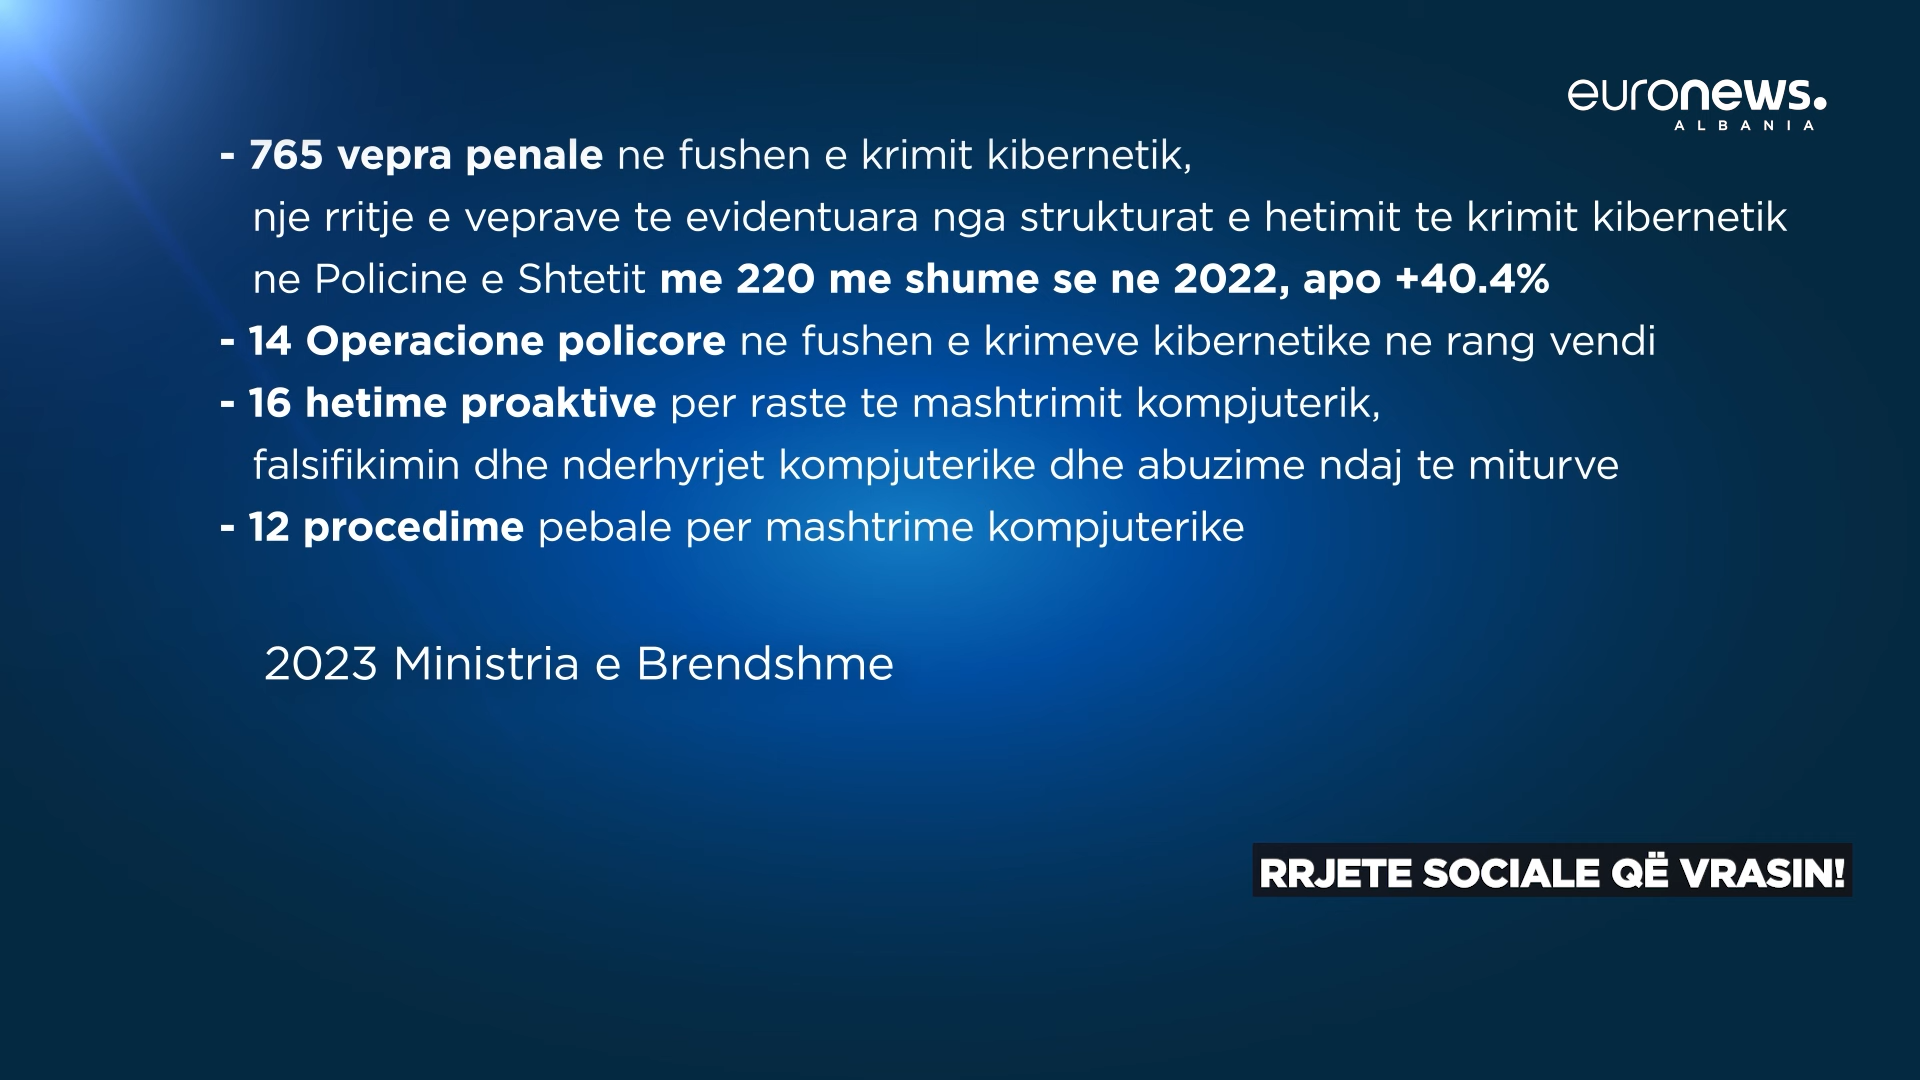 euronews.
ALBANIA
- 765 vepra penale ne fushen e krimit kibernetik,
nje rritje e veprave te evidentuara nga strukturat e hetimit te krimit kibernetik
ne Policine e Shtetit me 220 me shume se ne 2022, apo +40.4%
- 14 Operacione policore ne fushen e krimeve kibernetike ne rang vendi
- 16 hetime proaktive per raste te mashtrimit kompjuterik,
falsifikimin dhe nderhyrjet kompjuterike dhe abuzime ndaj te miturve
- 12 procedime pebale per mashtrime kompjuterike
2023 Ministria e Brendshme
RRJETE SOCIALE QË VRASIN!